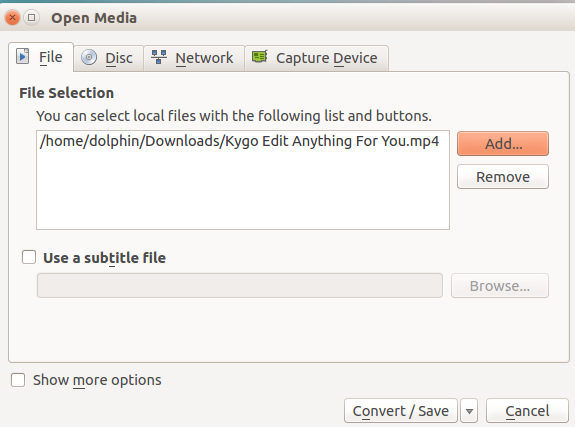 Open Media
File Disc Network Capture Device
File Selection
You can select local files with the following list and buttons.
/home/dolphin/Downloads/Kygo Edit Anything For You.mp4
Add...
Remove
Use a subtitle file
Browse...
Show more options
Convert / Save Cancel